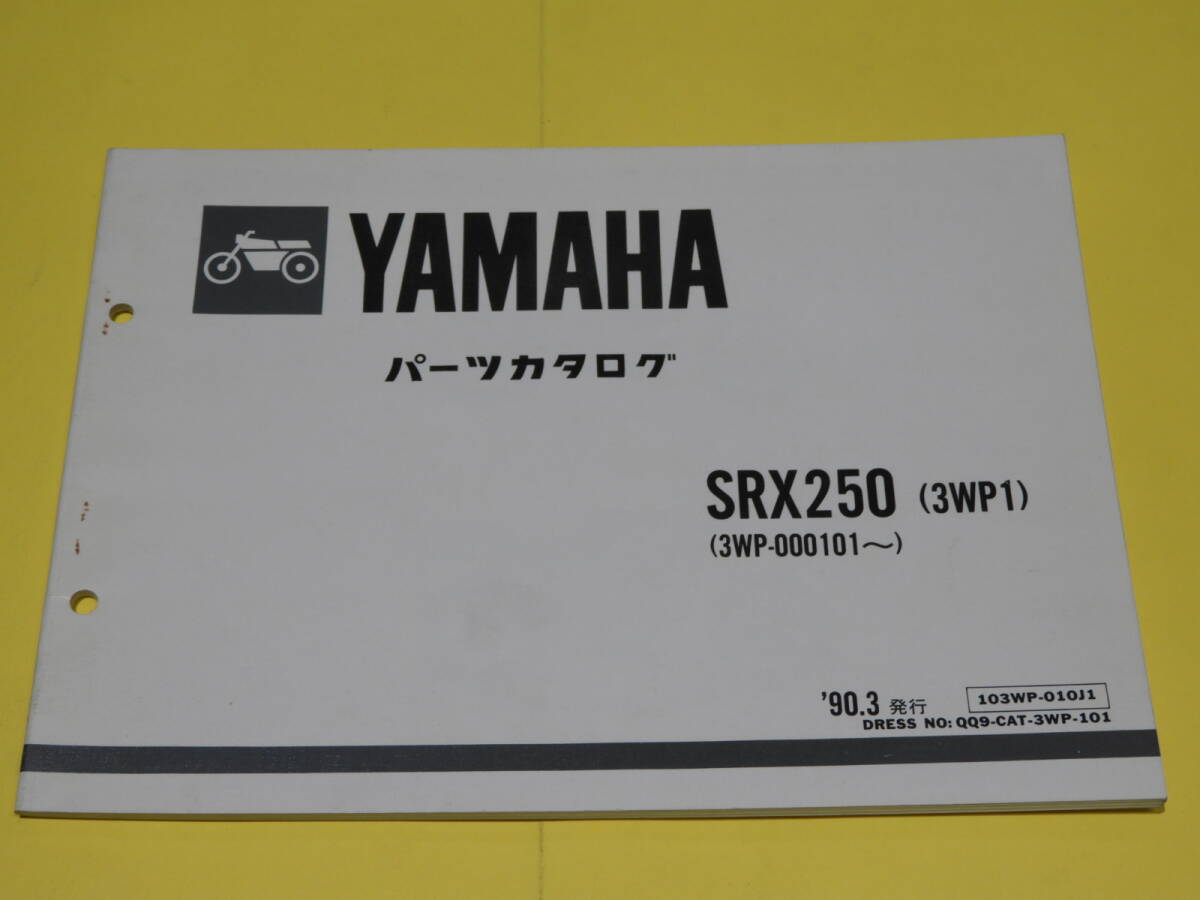 YAMAHA
パーツカタログ
SRX250 (3WP1)
(3WP-000101〜)
'90.3 発行 103WP-010J1
DRESS NO: QQ9-CAT-3WP-101